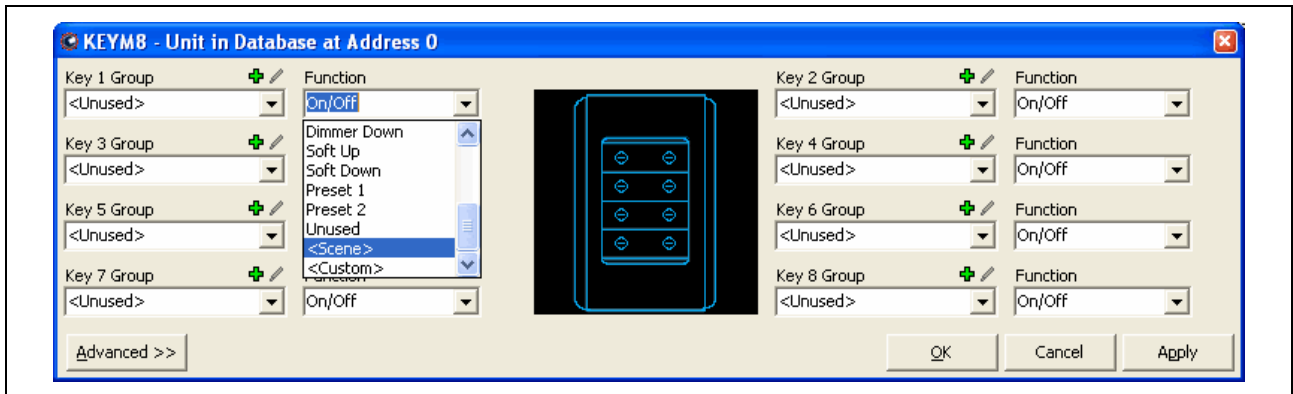 KEYM8 - Unit in Database at Address 0
Key 1 Group Function Key 2 Group Function
<Unused> On/Off <Unused> On/Off
Dimmer Down
Key 3 Group Soft Up Key 4 Group Function
<Unused> Soft Down <Unused> On/Off
Preset 1
Key 5 Group Preset 2 Key 6 Group Function
<Unused> Unused <Unused> On/Off
<Scene>
Key 7 Group <Custom> Key 8 Group Function
<Unused> On/Off <Unused> On/Off
Advanced >> OK Cancel Apply